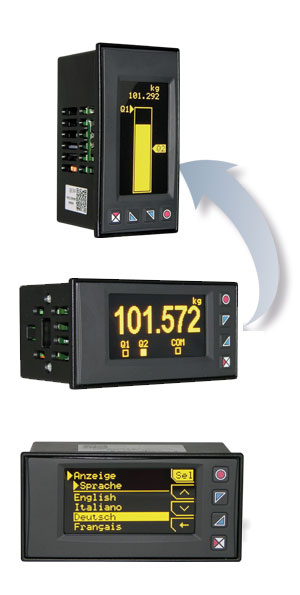 kg
101.292
Q1
Q2
kg
101.572
Q1 Q2 COM
Anzeige Sel
Sprache
English
Italiano
Deutsch
Français